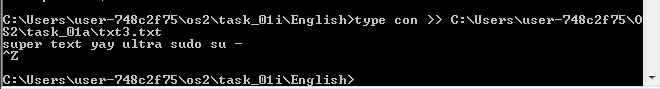 C:\Users\user-748c2f75\os2\task_01i\English>type con >> C:\Users\user-748c2f75\O
S2\task_01a\txt3.txt
super text yay ultra sudo su -
^Z
C:\Users\user-748c2f75\os2\task_01i\English>